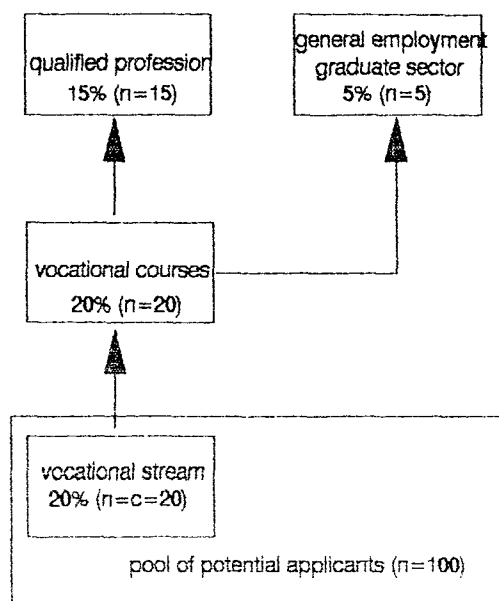 qualified profession
15% (n=15)
general employment
graduate sector
5% (n=5)
vocational courses
20% (n=20)
vocational stream
20% (n=c=20)
pool of potential applicants (n=100)